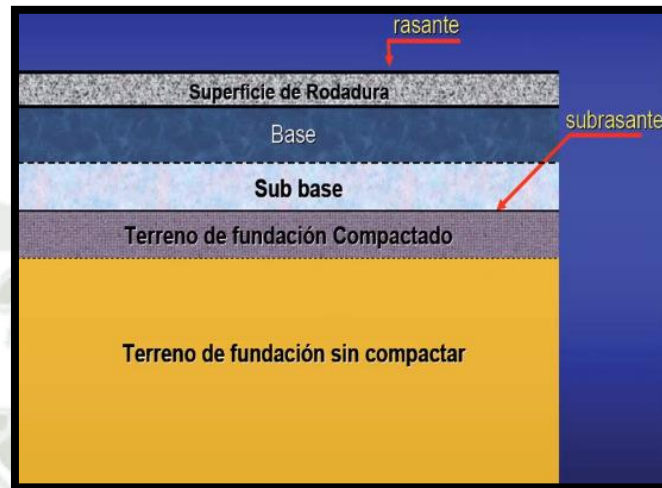 rasante
Superficie de Rodadura
Base
subrasante
Sub base
Terreno de fundación Compactado
Terreno de fundación sin compactar